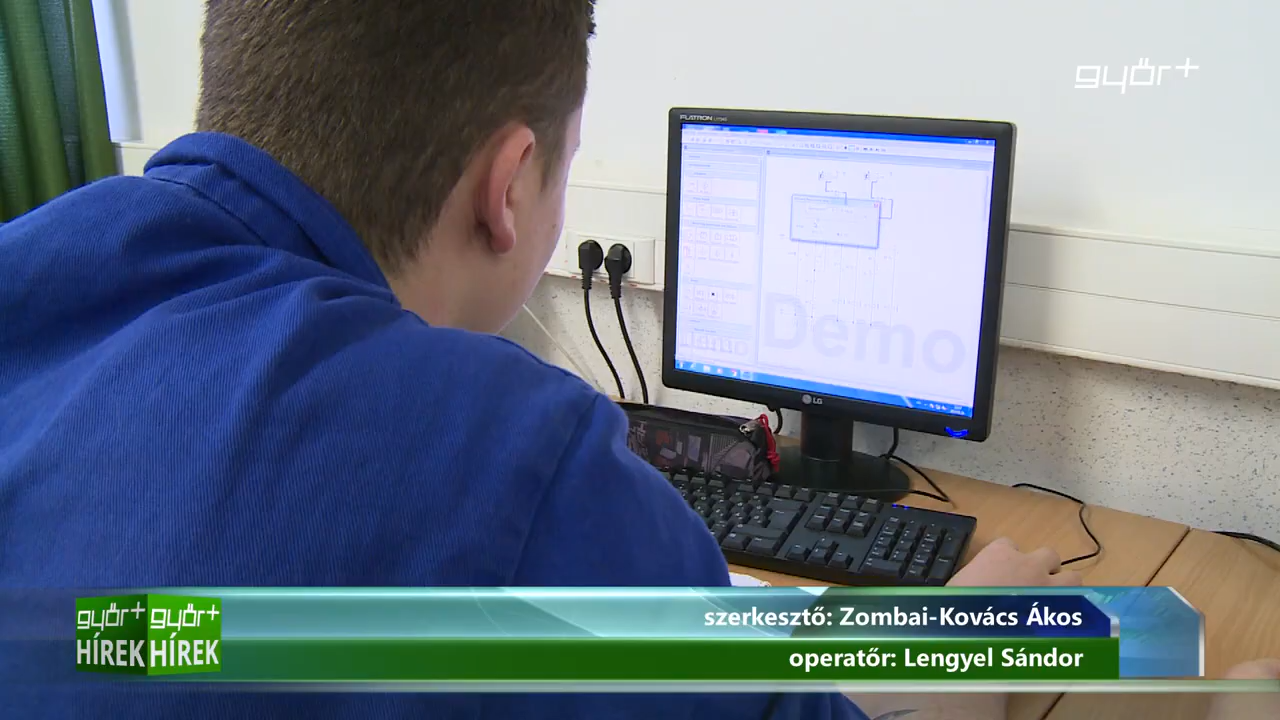 győr+
FLATRON
Demo
LG
győr+ győr+
HÍREK HÍREK
szerkesztő: Zombai-Kovács Ákos
operatőr: Lengyel Sándor